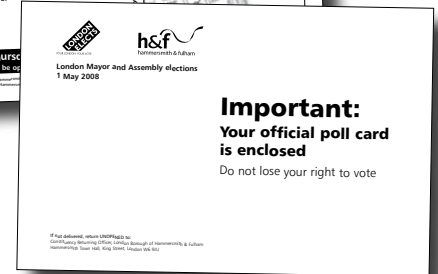 LONDON
ELECTS
h&f
hammersmith & fulham
London Mayor and Assembly elections
1 May 2008
Important:
Your official poll card
is enclosed
Do not lose your right to vote
If not delivered, return UNOPENED to:
Constituency Returning Officer, London Borough of Hammersmith & Fulham
Hammersmith Town Hall, King Street, London W6 9JU
be op